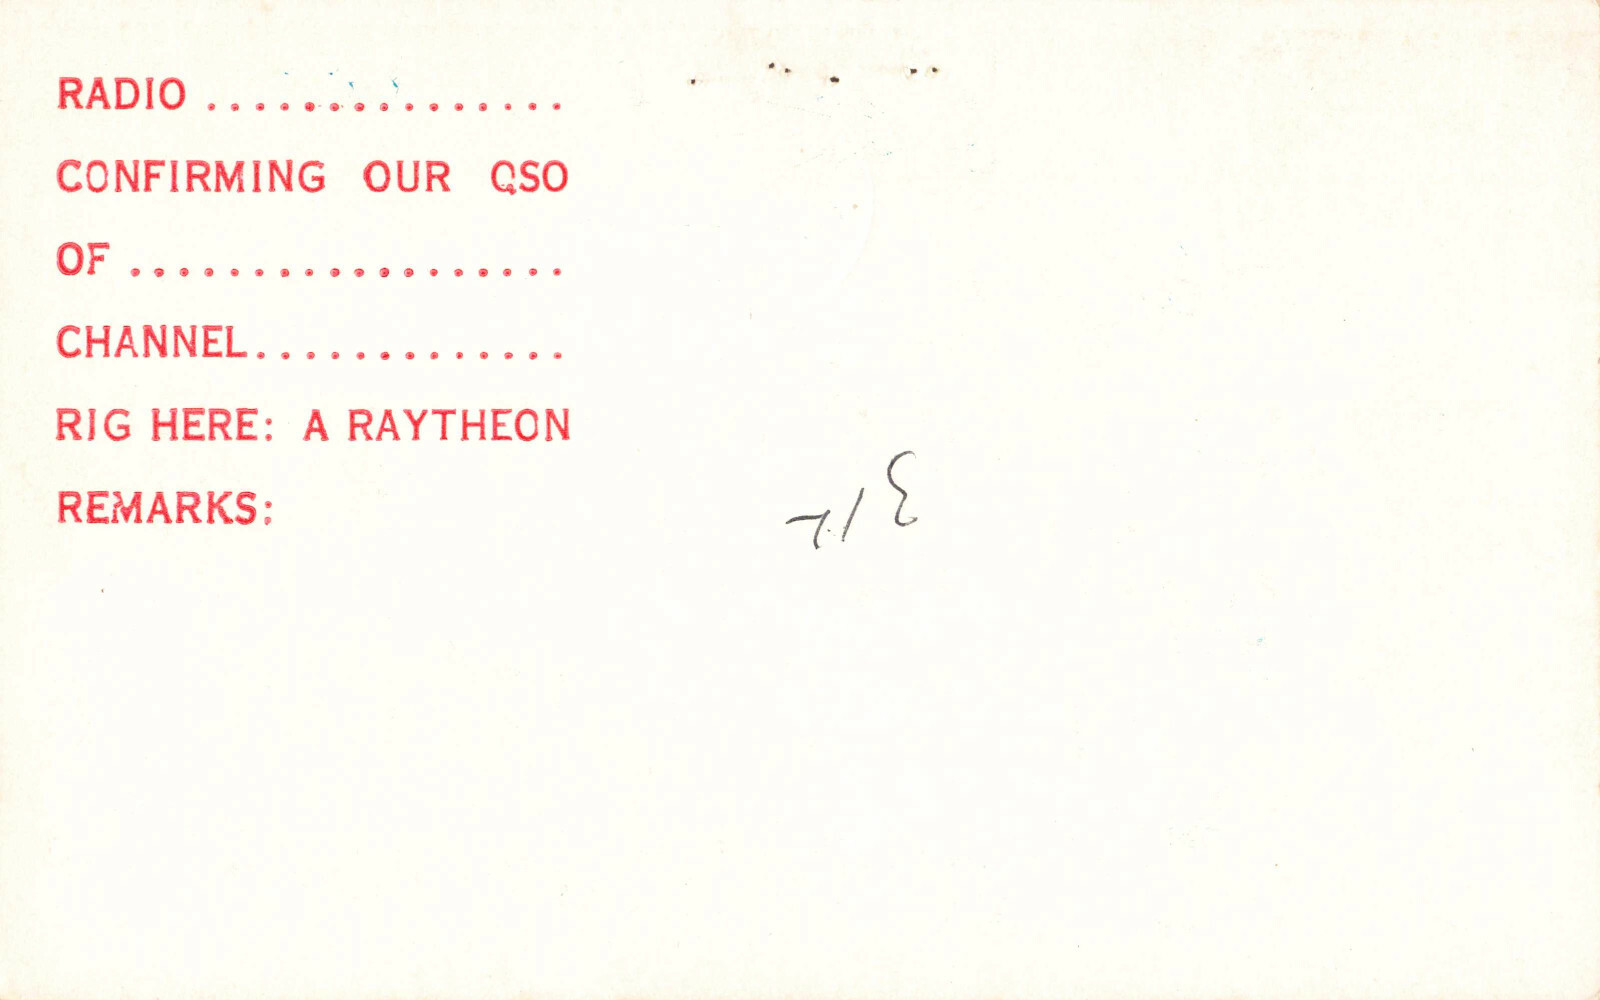 RADIO ...............
CONFIRMING OUR QSO
OF ..................
CHANNEL.............
RIG HERE: A RAYTHEON
REMARKS: